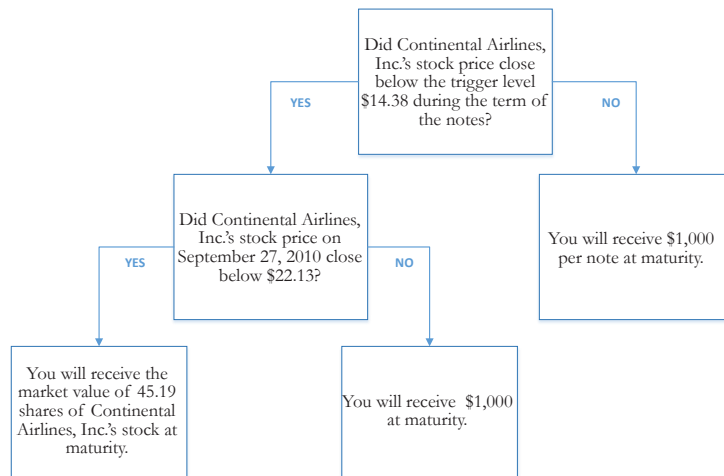 Did Continental Airlines,
Inc.'s stock price close
below the trigger level
$14.38 during the term of
the notes?
YES
NO
Did Continental Airlines,
Inc.'s stock price on
September 27, 2010 close
below $22.13?
You will receive $1,000
per note at maturity.
YES
NO
You will receive the
market value of 45.19
shares of Continental
Airlines, Inc.'s stock at
maturity.
You will receive $1,000
at maturity.